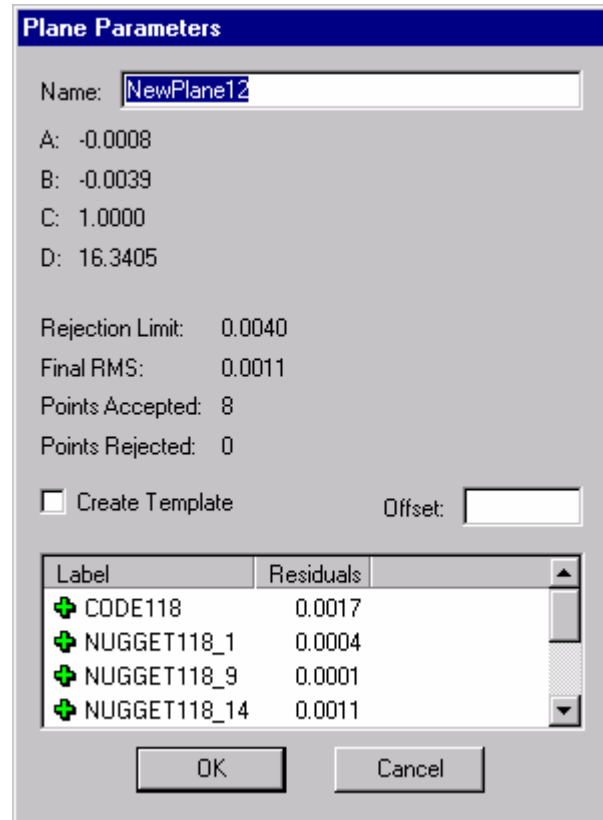 Plane Parameters
Name: NewPlane12
A: -0.0008
B: -0.0039
C: 1.0000
D: 16.3405
Rejection Limit: 0.0040
Final RMS: 0.0011
Points Accepted: 8
Points Rejected: 0
Create Template Offset:
Label Residuals
CODE118 0.0017
NUGGET118_1 0.0004
NUGGET118_9 0.0001
NUGGET118_14 0.0011
OK Cancel